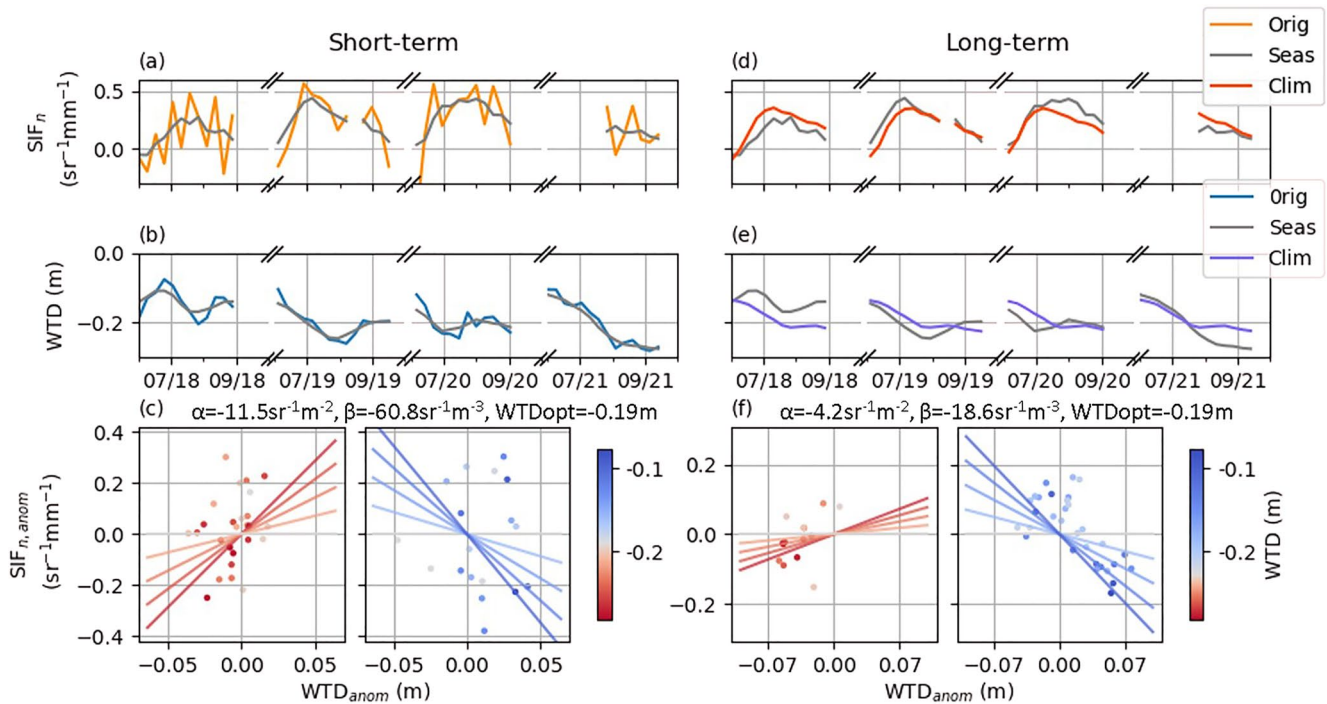 Short-term
Long-term
Orig
Seas
Clim
(a)
(d)
SIFn
(sr⁻¹mm⁻¹)
0.5
0.0
0rig
Seas
Clim
(b)
(e)
WTD (m)
0.0
−0.2
07/18 09/18 07/19 09/19 07/20 09/20 09/21
07/18 09/18 07/19 09/19 07/20 09/20 09/21
(c)
α=-11.5sr⁻¹m⁻², β=-60.8sr⁻¹m⁻³, WTDopt=-0.19m
(f)
α=-4.2sr⁻¹m⁻², β=-18.6sr⁻¹m⁻³, WTDopt=-0.19m
SIFn, anom
(sr⁻¹mm⁻¹)
0.4
0.2
0.0
−0.2
−0.4
-0.1
-0.2
0.2
0.0
−0.2
-0.1
-0.2
WTD (m)
−0.05 0.00 0.05
−0.05 0.00 0.05
−0.07 0.00 0.07
−0.07 0.00 0.07
WTDanom (m)
WTDanom (m)